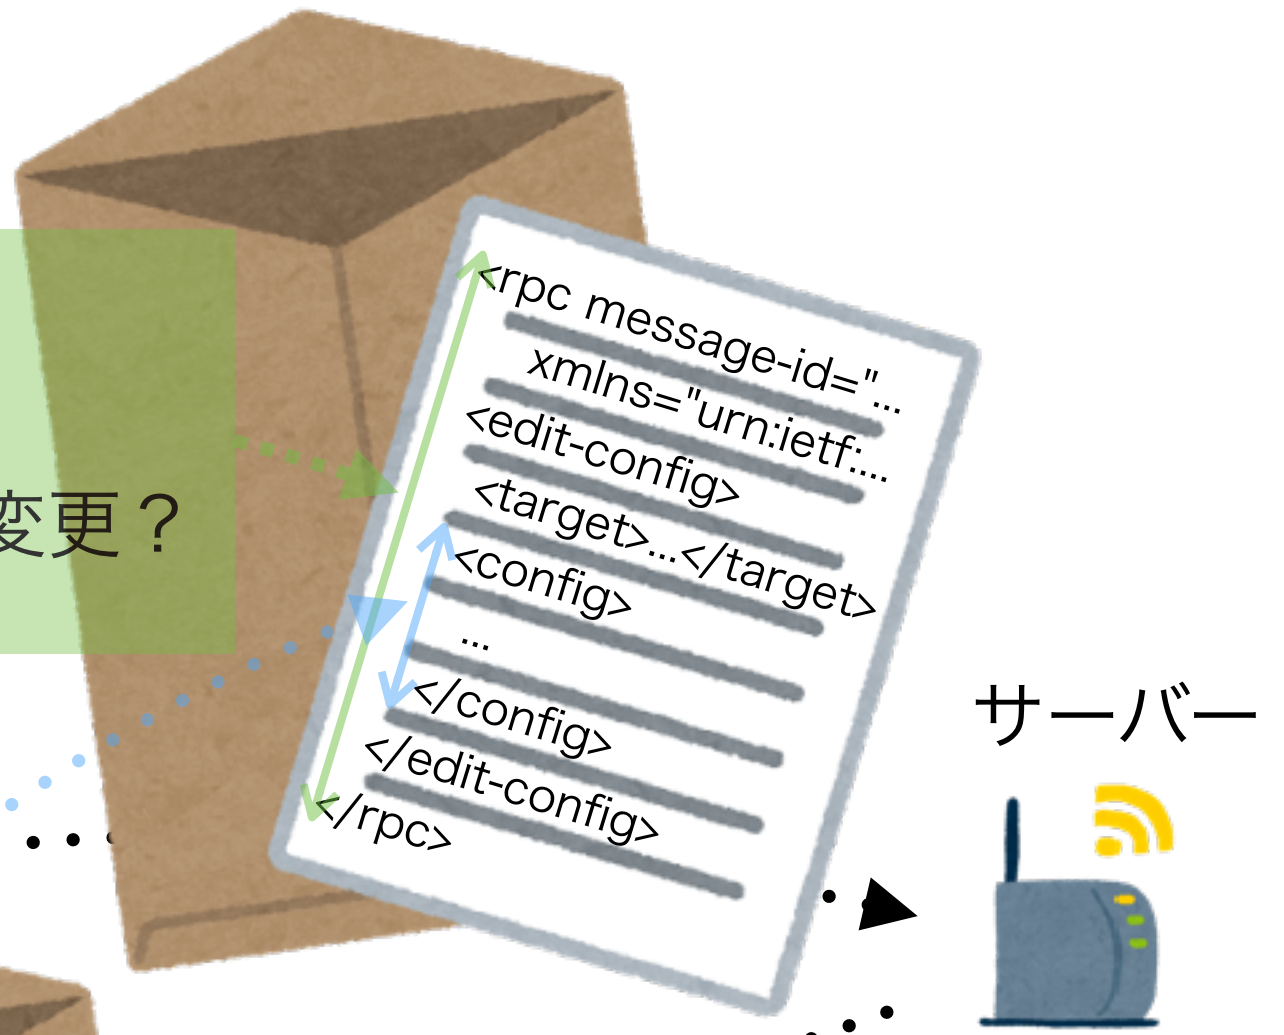 <rpc message-id="...
xmlns="urn:ietf:...
<edit-config>
<target>...</target>
<config>
...
</config>
</edit-config>
</rpc>
変更？
サーバー